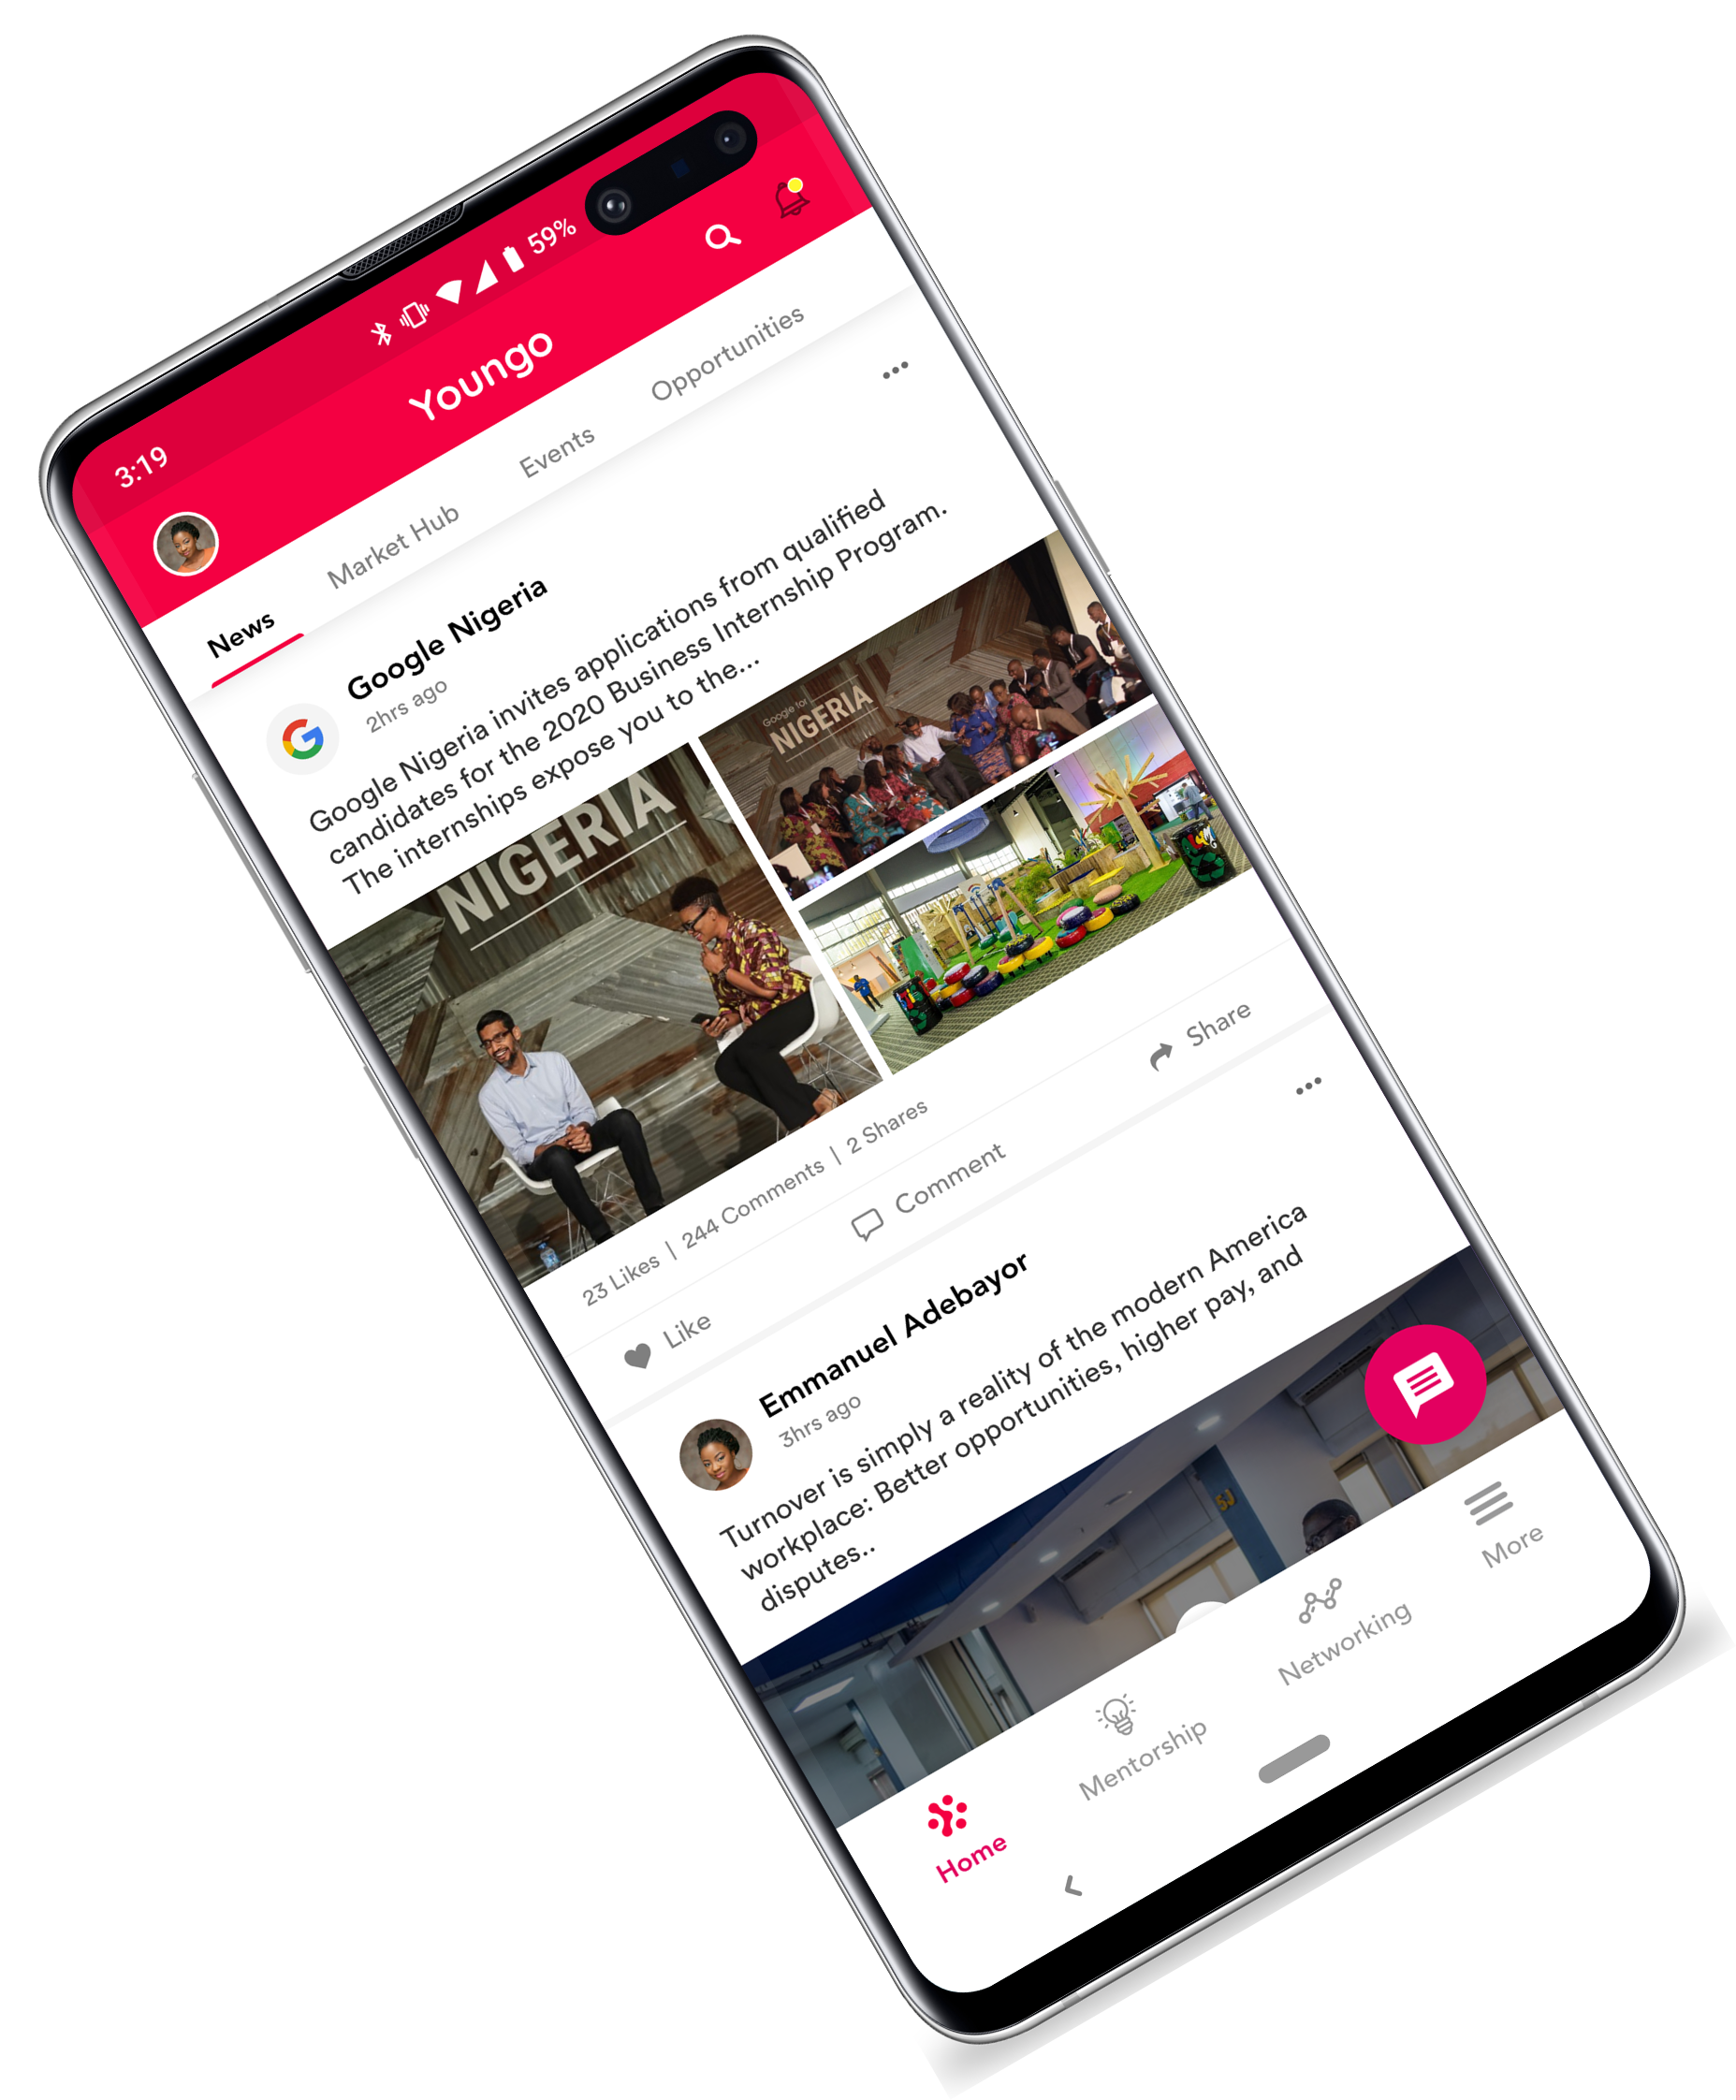 3:19
59%
Youngo
News
Market Hub
Events
Opportunities
Google Nigeria
2hrs ago
Google Nigeria invites applications from qualified
candidates for the 2020 Business Internship Program.
The internships expose you to the...
NIGERIA
Google for
NIGERIA
23 Likes | 244 Comments | 2 Shares
Like
Comment
Share
Emmanuel Adebayor
3hrs ago
Turnover is simply a reality of the modern America
workplace: Better opportunities, higher pay, and
disputes..
Home
Mentorship
Networking
More